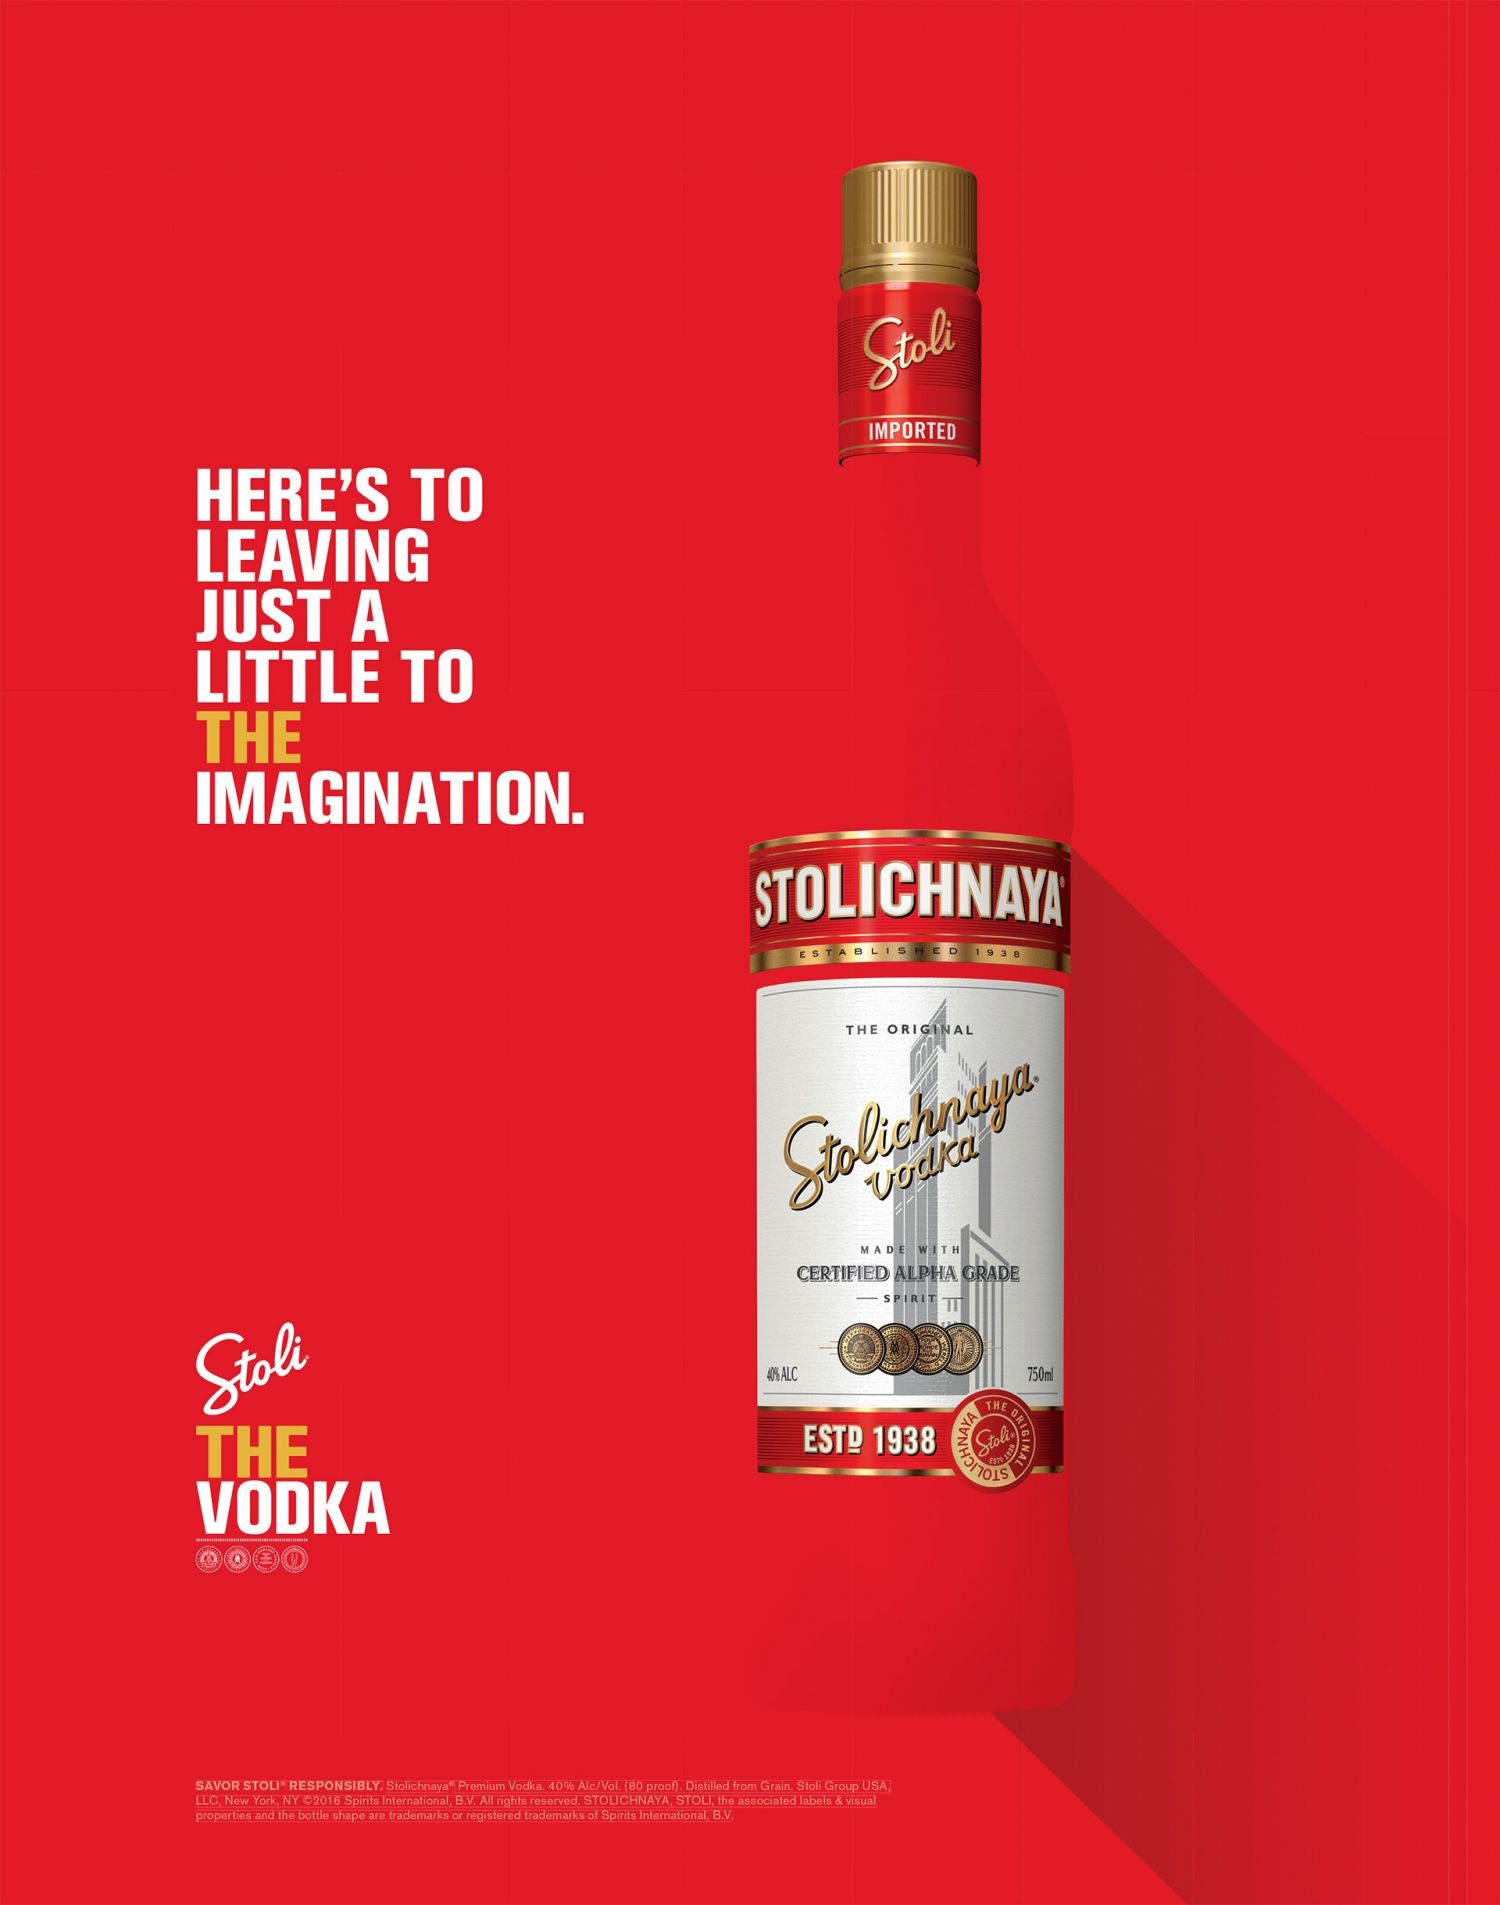 Stoli
IMPORTED
HERE'S TO
LEAVING
JUST A
LITTLE TO
THE
IMAGINATION.
STOLICHNAYA®
ESTABLISHED 1938
THE ORIGINAL
Stolichnaya®
vodka
MADE WITH
CERTIFIED ALPHA GRADE
SPIRIT
40% ALC
750ml
ESTD 1938
THE ORIGINAL
STOLICHNAYA
Stoli®
ESTD 1938
Stoli®
THE
VODKA
SAVOR STOLI® RESPONSIBLY. Stolichnaya® Premium Vodka. 40% Alc/Vol. (80 proof). Distilled from Grain. Stoli Group USA,
LLC, New York, NY ©2016 Spirits International, B.V. All rights reserved. STOLICHNAYA, STOLI, the associated labels & visual
properties and the bottle shape are trademarks or registered trademarks of Spirits International, B.V.